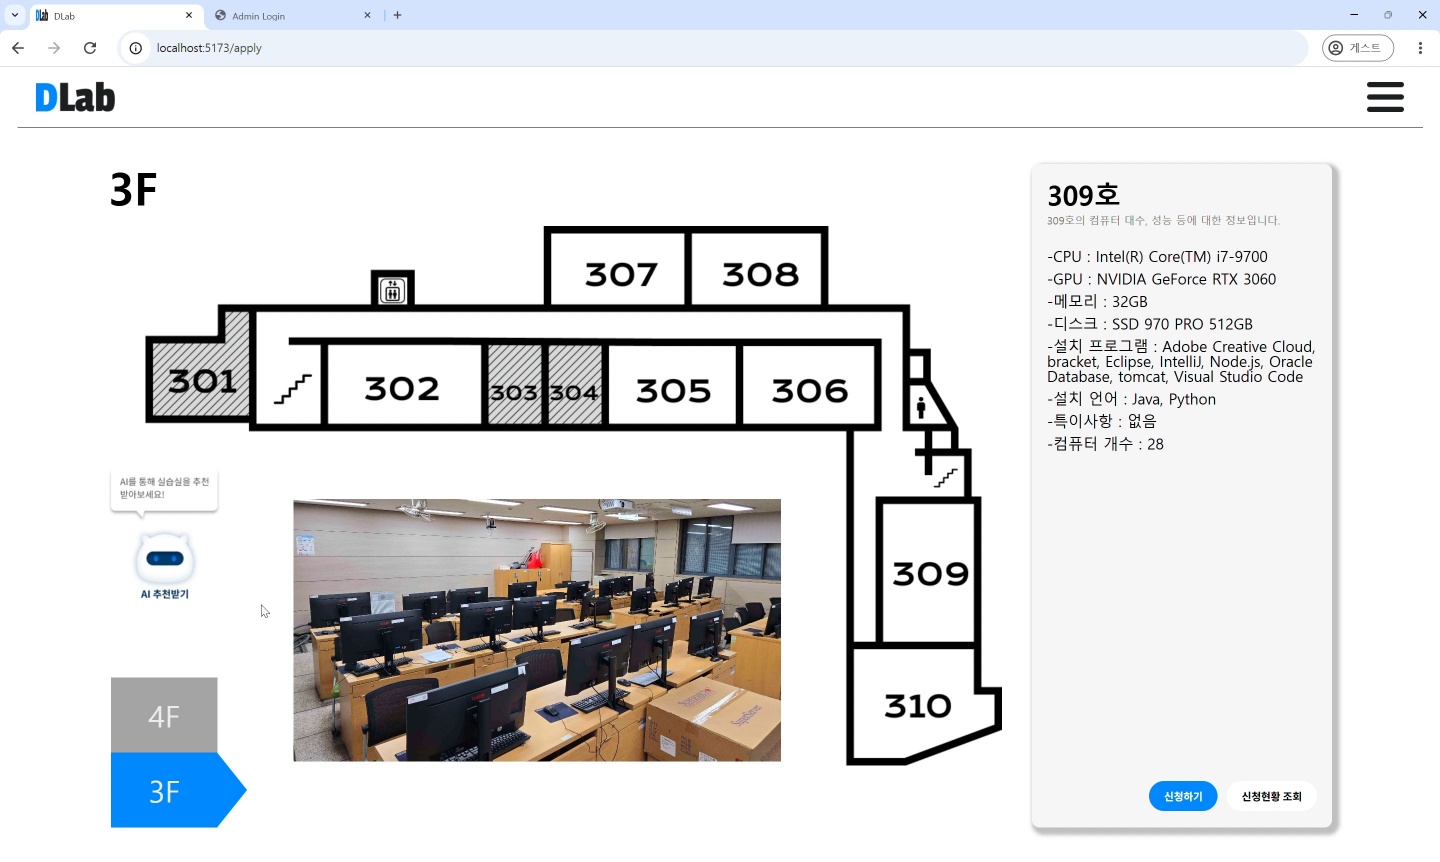 DLab
Admin Login
localhost:5173/apply
게스트
DLab
3F
309호
309호의 컴퓨터 대수, 성능 등에 대한 정보입니다.
-CPU : Intel(R) Core(TM) i7-9700
-GPU : NVIDIA GeForce RTX 3060
-메모리 : 32GB
-디스크 : SSD 970 PRO 512GB
-설치 프로그램 : Adobe Creative Cloud,
bracket, Eclipse, IntelliJ, Node.js, Oracle
Database, tomcat, Visual Studio Code
-설치 언어 : Java, Python
-특이사항 : 없음
-컴퓨터 개수 : 28
307
308
301
302
303
304
305
306
309
310
AI를 통해 실습실을 추천
받아보세요!
AI 추천받기
4F
3F
신청하기
신청현황 조회